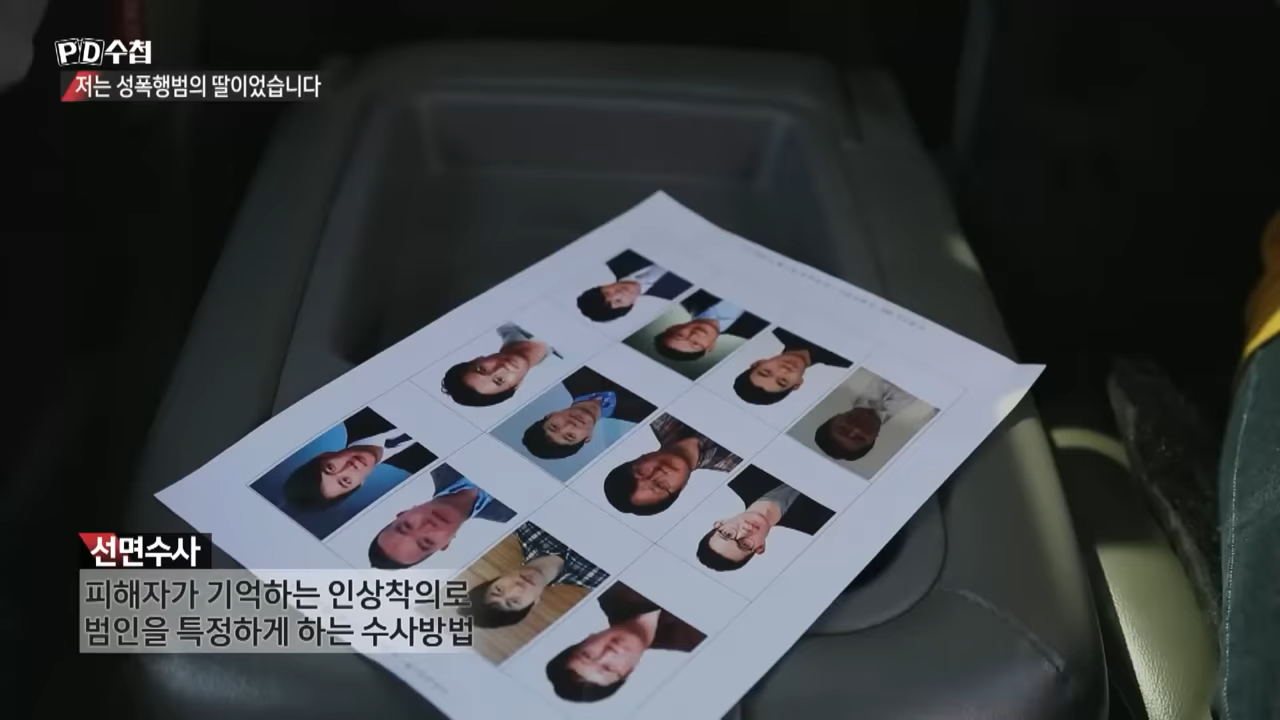 PD수첩
저는 성폭행범의 딸이었습니다
선면수사
피해자가 기억하는 인상착의로
범인을 특정하게 하는 수사방법